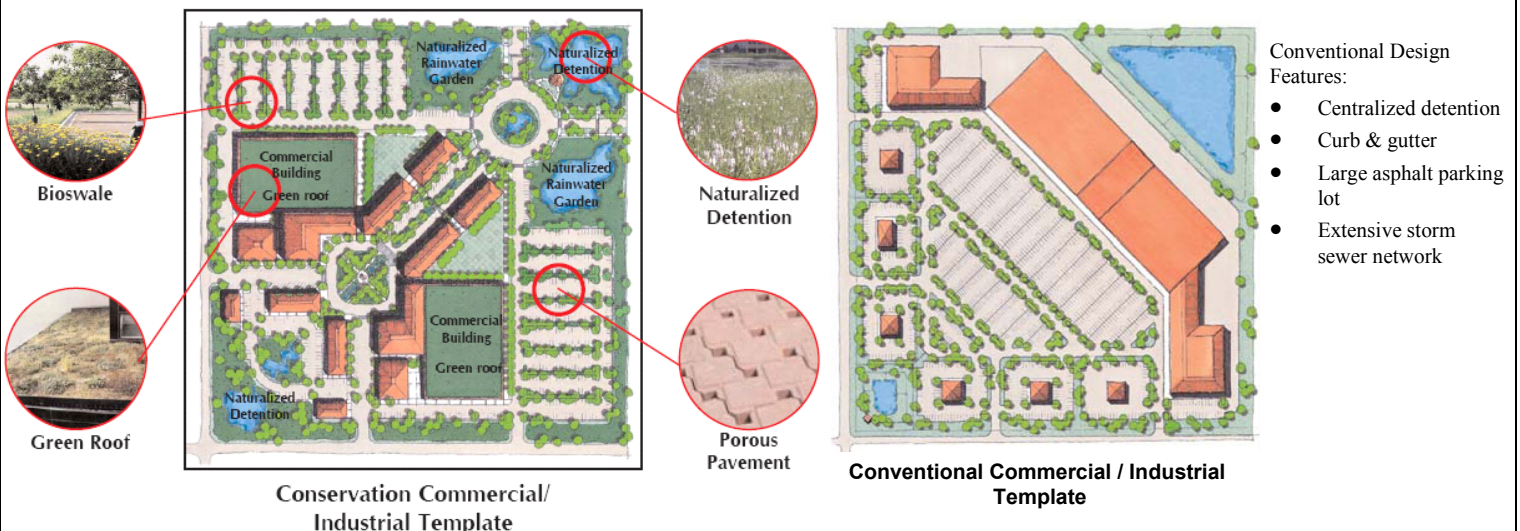 Bioswale
Green Roof
Naturalized
Rainwater
Garden
Naturalized
Detention
Commercial
Building
Green roof
Naturalized
Rainwater
Garden
Commercial
Building
Green roof
Naturalized
Detention
Conservation Commercial/
Industrial Template
Naturalized
Detention
Porous
Pavement
Conventional Commercial / Industrial
Template
Conventional Design
Features:
● Centralized detention
● Curb & gutter
● Large asphalt parking
lot
● Extensive storm
sewer network